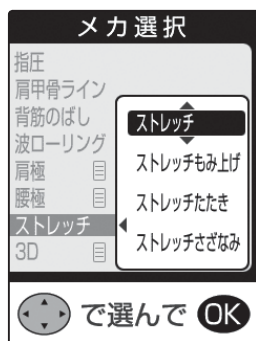 メカ選択
指圧
肩甲骨ライン
背筋のばし
波ローリング
肩極
腰極
ストレッチ
3D
ストレッチ
ストレッチもみ上げ
ストレッチたたき
ストレッチさざなみ
で選んで OK